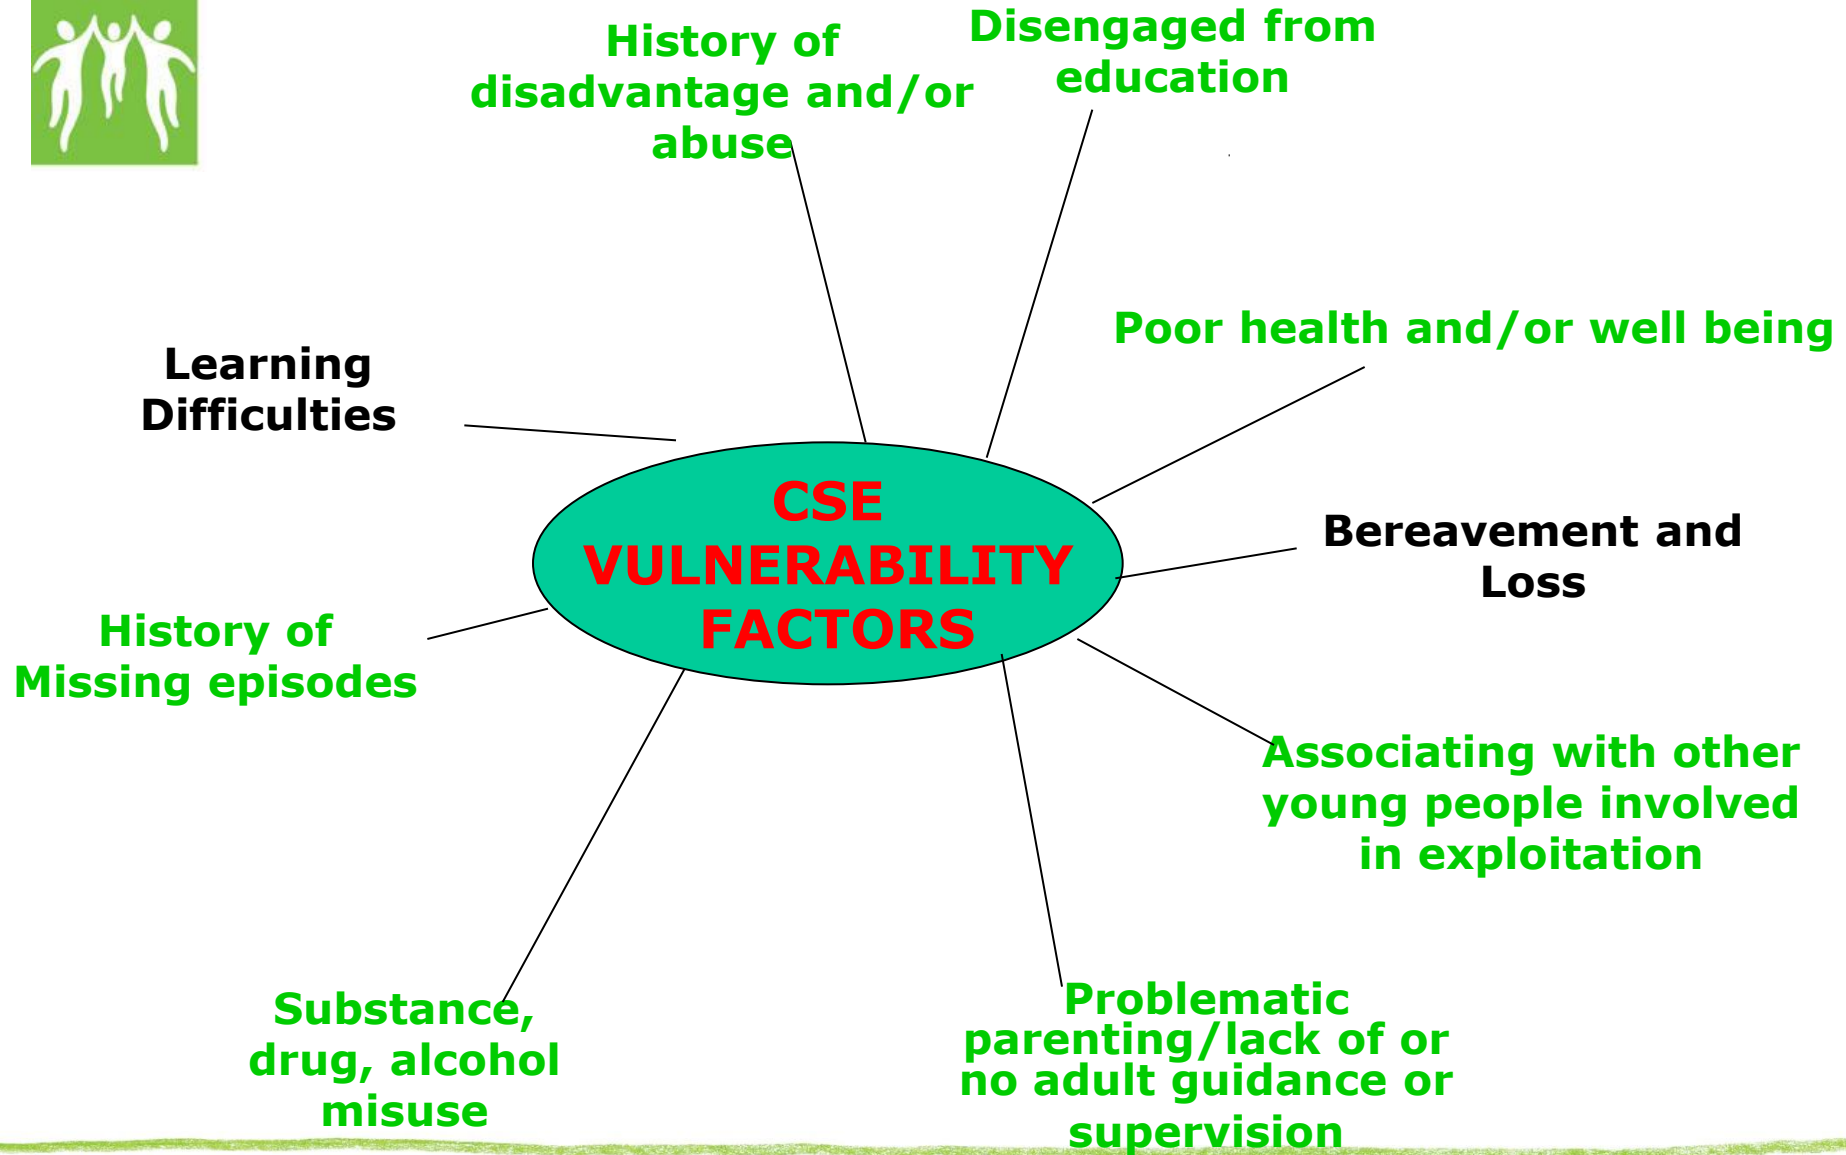 History of
disadvantage and/or
abuse
Disengaged from
education
Poor health and/or well being
Learning
Difficulties
CSE
VULNERABILITY
FACTORS
Bereavement and
Loss
History of
Missing episodes
Associating with other
young people involved
in exploitation
Substance,
drug, alcohol
misuse
Problematic
parenting/lack of or
no adult guidance or
supervision